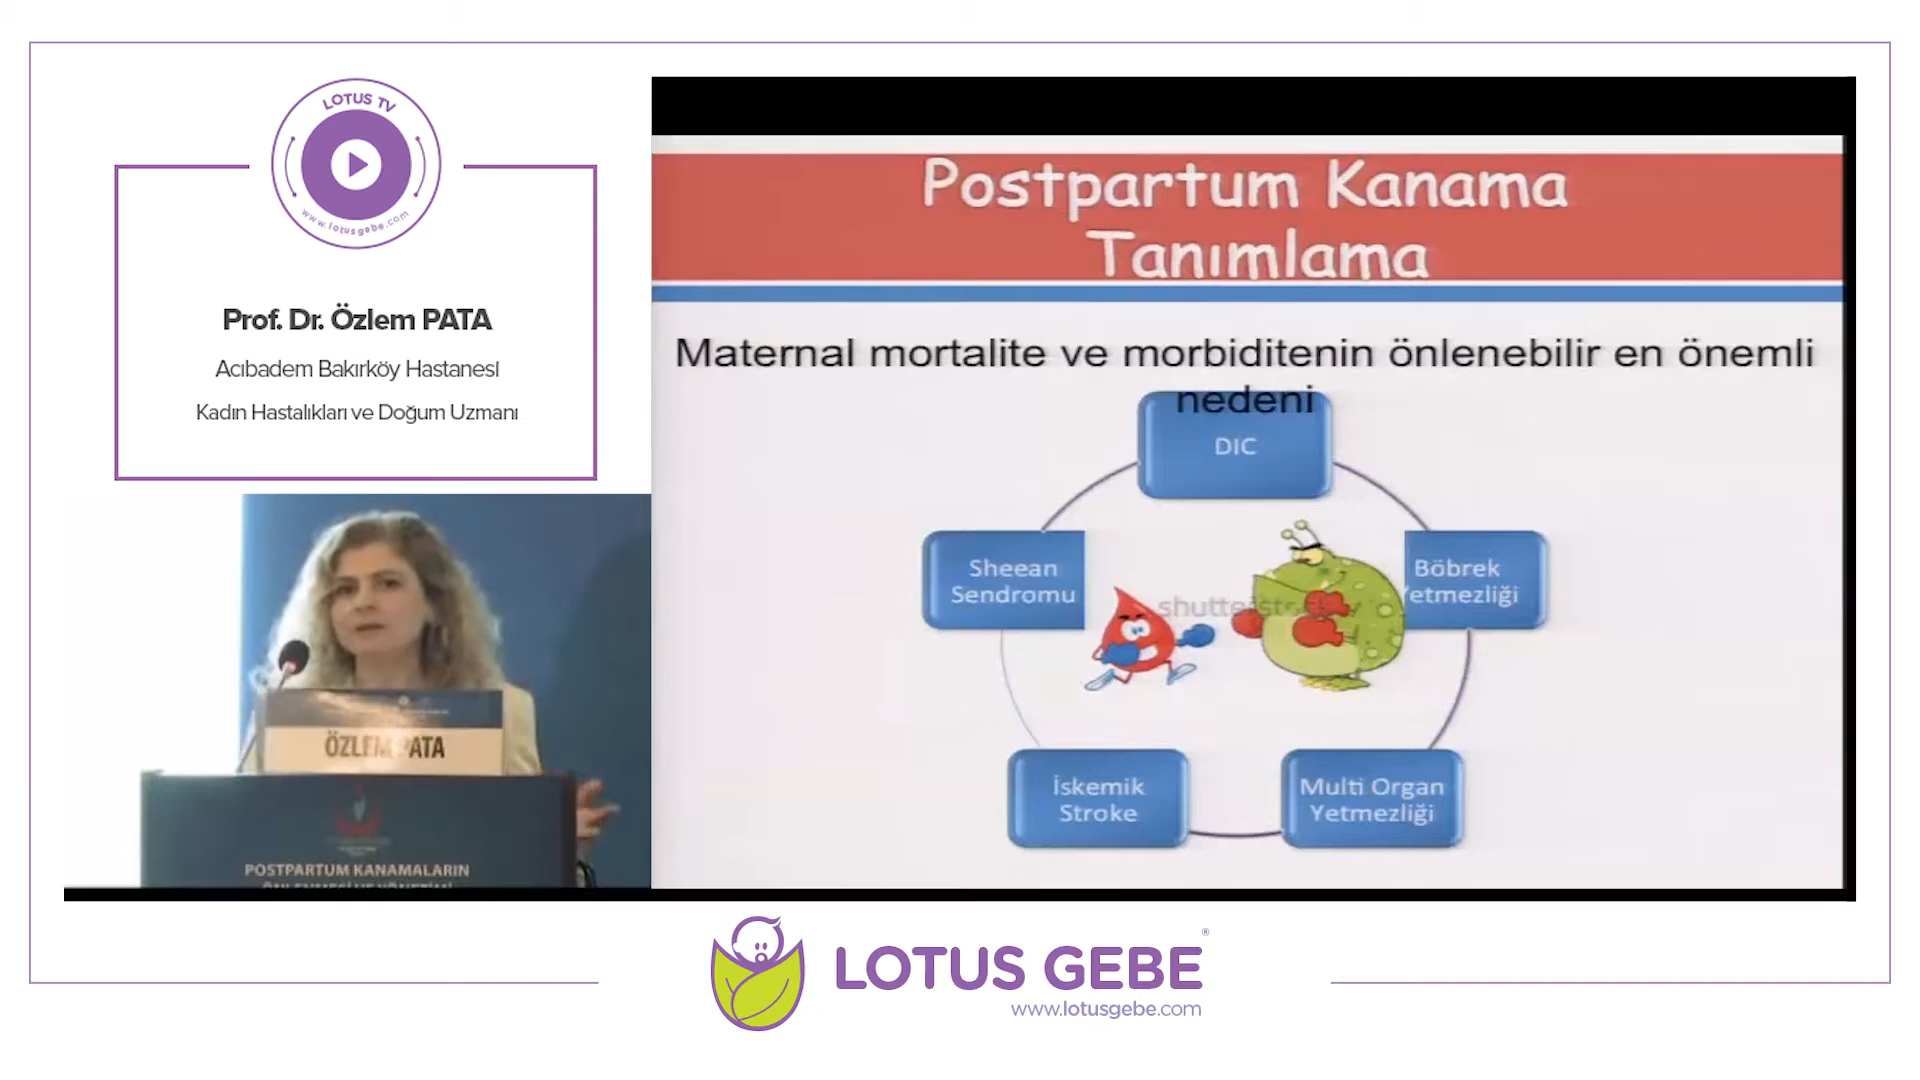 LOTUS TV
www.lotusgebe.com
Prof. Dr. Özlem PATA
Acıbadem Bakırköy Hastanesi
Kadın Hastalıkları ve Doğum Uzmanı
ÖZLEM PATA
POSTPARTUM KANAMALARIN
Postpartum Kanama
Tanımlama
Maternal mortalite ve morbiditenin önlenebilir en önemli
nedeni
DIC
Sheean
Sendromu
Böbrek
Yetmezliği
shutterstock
İskemik
Stroke
Multi Organ
Yetmezliği
LOTUS GEBE®
www.lotusgebe.com